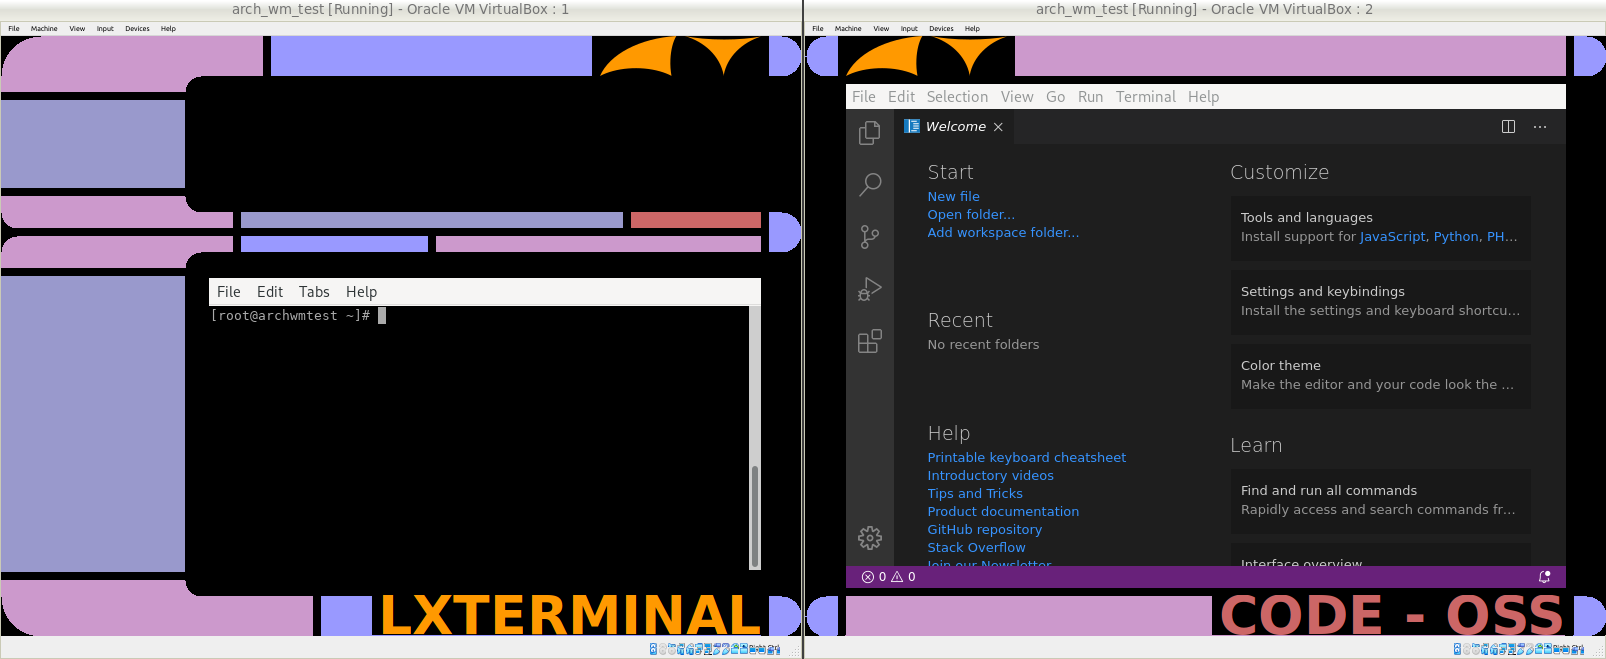 arch_wm_test [Running] - Oracle VM VirtualBox : 1
File Machine View Input Devices Help
File Edit Tabs Help
[root@archwmtest ~]#
LXTERMINAL
arch_wm_test [Running] - Oracle VM VirtualBox : 2
File Machine View Input Devices Help
File Edit Selection View Go Run Terminal Help
Welcome
Start
New file
Open folder...
Add workspace folder...
Recent
No recent folders
Help
Printable keyboard cheatsheet
Introductory videos
Tips and Tricks
Product documentation
GitHub repository
Stack Overflow
Join our Newsletter
Customize
Tools and languages
Install support for JavaScript, Python, PH...
Settings and keybindings
Install the settings and keyboard shortcu...
Color theme
Make the editor and your code look the ...
Learn
Find and run all commands
Rapidly access and search commands fr...
Interface overview
0 0
CODE - OSS